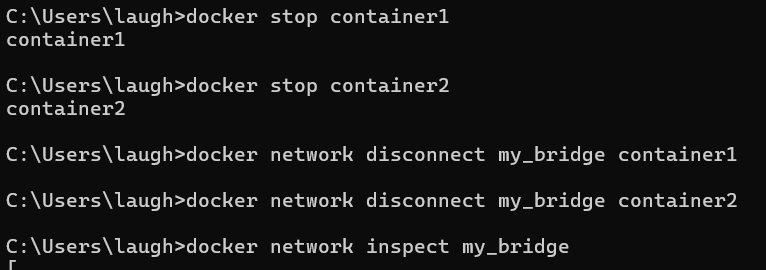 C:\Users\laugh>docker stop container1
container1
C:\Users\laugh>docker stop container2
container2
C:\Users\laugh>docker network disconnect my_bridge container1
C:\Users\laugh>docker network disconnect my_bridge container2
C:\Users\laugh>docker network inspect my_bridge
[